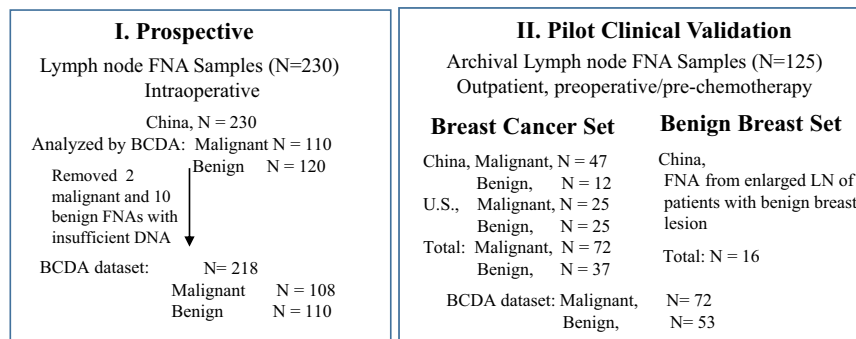 I. Prospective
Lymph node FNA Samples (N=230)
Intraoperative
China, N = 230
Analyzed by BCDA: Malignant N = 110
Benign N = 120
Removed 2
malignant and 10
benign FNAs with
insufficient DNA
BCDA dataset: N= 218
Malignant N = 108
Benign N = 110
II. Pilot Clinical Validation
Archival Lymph node FNA Samples (N=125)
Outpatient, preoperative/pre-chemotherapy
Breast Cancer Set
China, Malignant, N = 47
Benign, N = 12
U.S., Malignant, N = 25
Benign, N = 25
Total: Malignant, N = 72
Benign, N = 37
Benign Breast Set
China,
FNA from enlarged LN of
patients with benign breast
lesion
Total: N = 16
BCDA dataset: Malignant, N= 72
Benign, N= 53